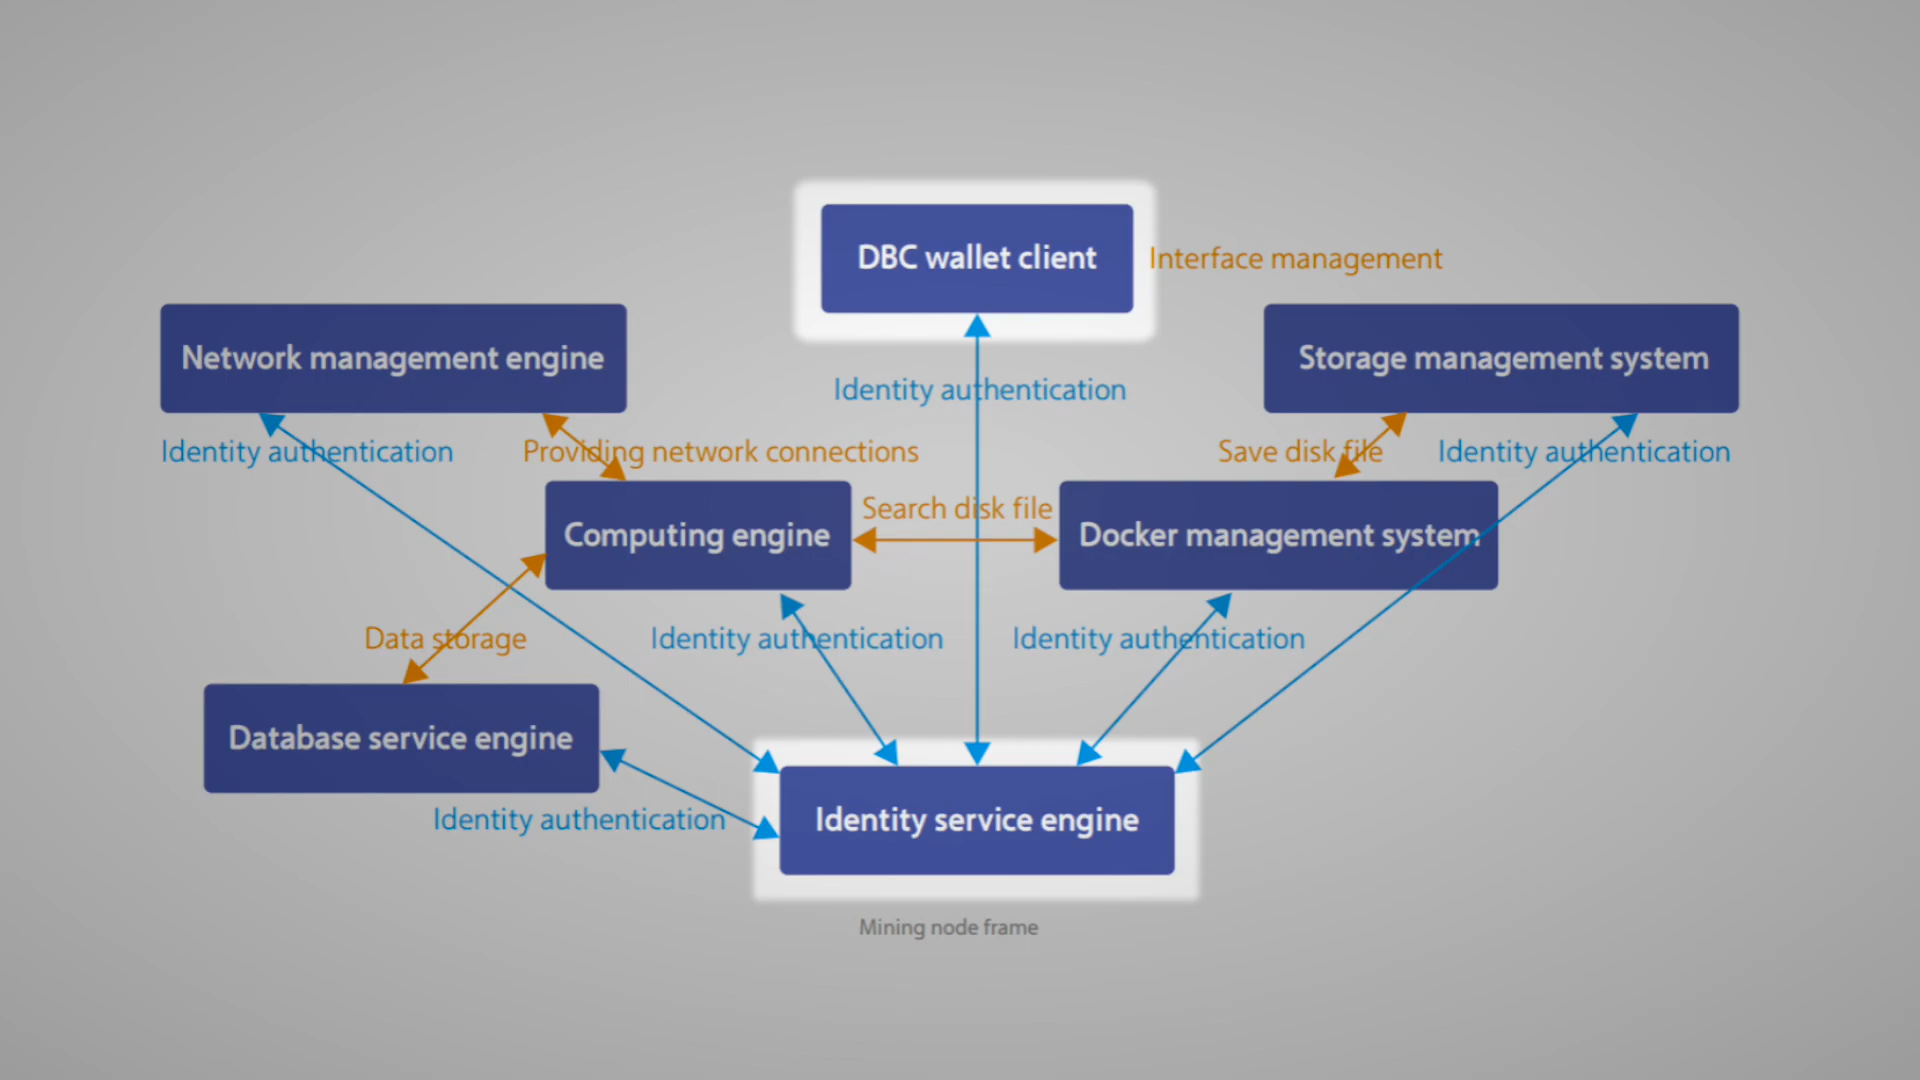 DBC wallet client
Interface management
Network management engine
Storage management system
Identity authentication
Identity authentication
Providing network connections
Save disk file
Identity authentication
Search disk file
Computing engine
Docker management system
Data storage
Identity authentication
Identity authentication
Database service engine
Identity authentication
Identity service engine
Mining node frame